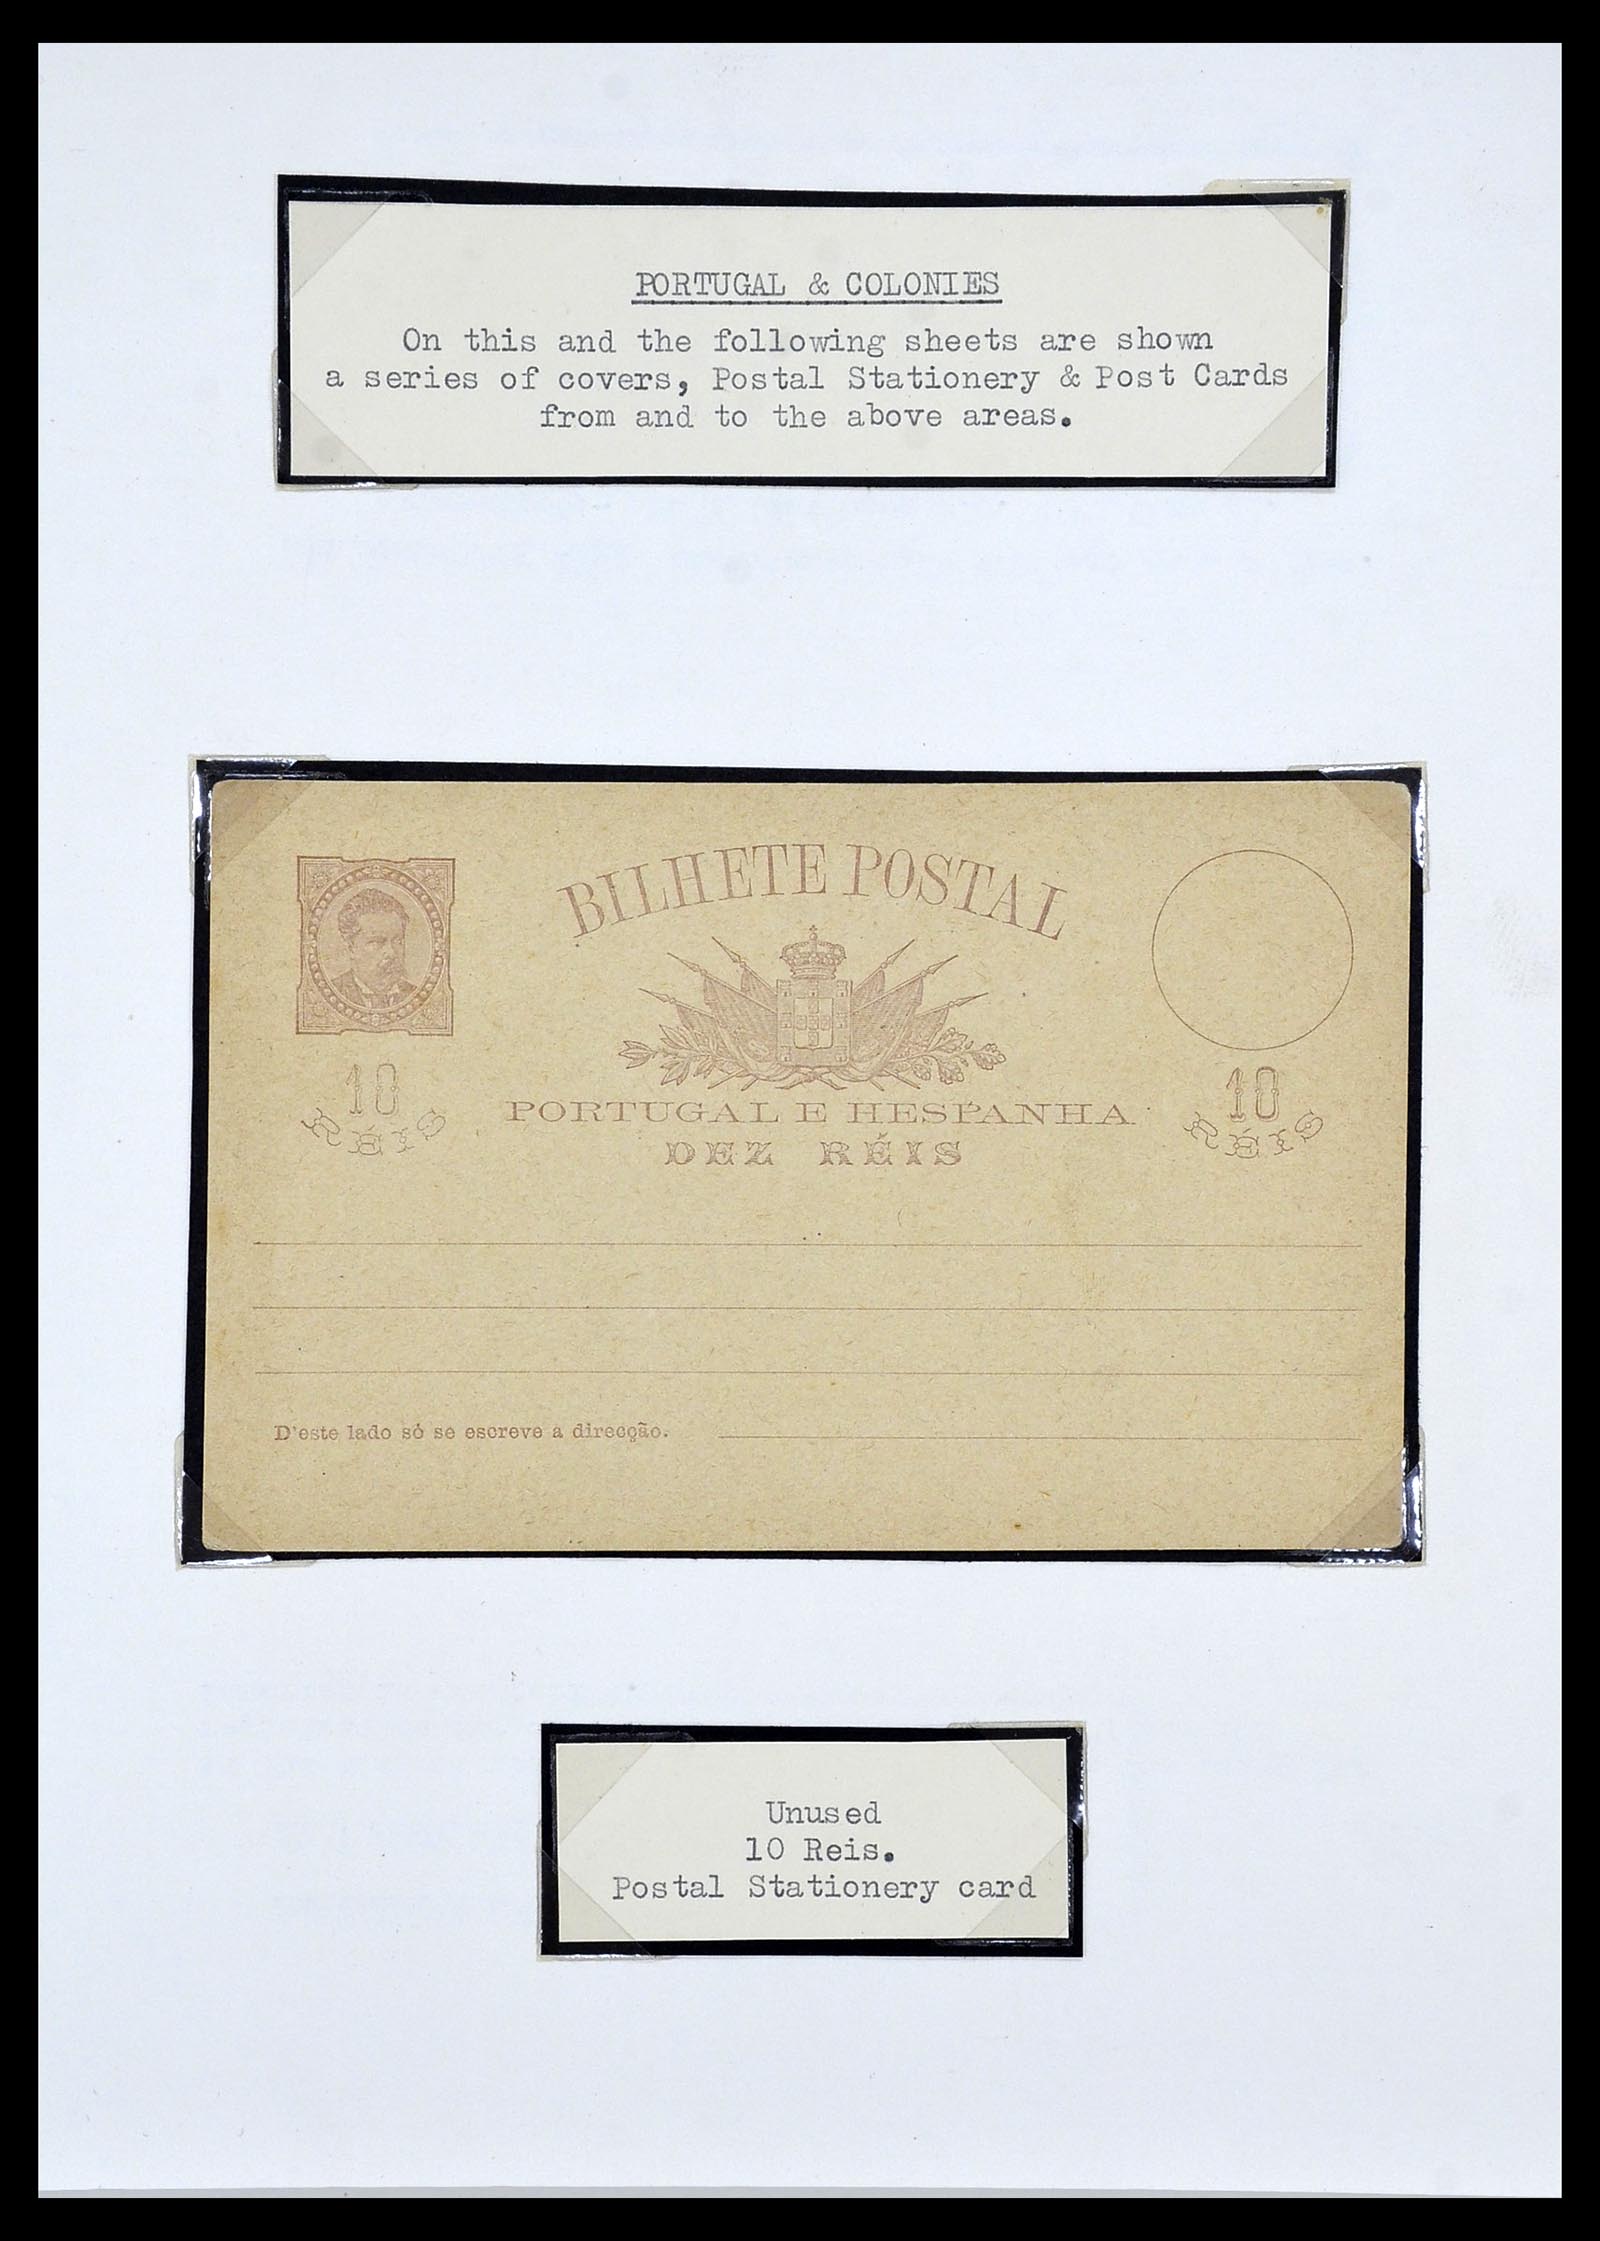 PORTUGAL & COLONIES
On this and the following sheets are shown
a series of covers, Postal Stationery & Post Cards
from and to the above areas.
BILHETE POSTAL
10
RÉIS
PORTUGAL E HESPANHA
DEZ RÉIS
10
RÉIS
D'este lado só se escreve a direcção.
Unused
10 Reis.
Postal Stationery card